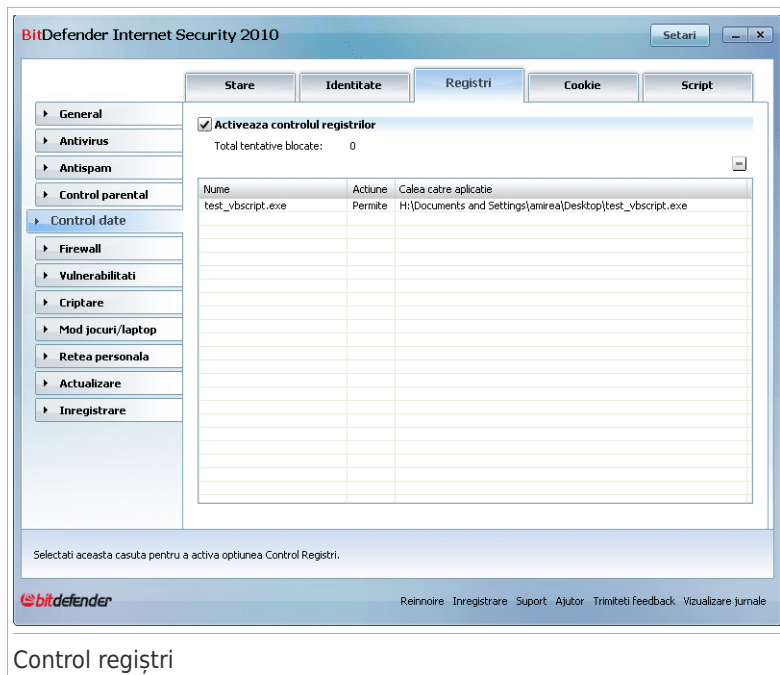 BitDefender Internet Security 2010
Setari
Stare Identitate Registri Cookie Script
General
Antivirus
Antispam
Control parental
Control date
Firewall
Vulnerabilitati
Criptare
Mod jocuri/laptop
Retea personala
Actualizare
Inregistrare
Activeaza controlul registrilor
Total tentative blocate: 0
Nume Actiune Calea catre aplicatie
test_vbscript.exe Permite H:\Documents and Settings\amirea\Desktop\test_vbscript.exe
Selectati aceasta casuta pentru a activa optiunea Control Registri.
bitdefender
Reinnoire Inregistrare Suport Ajutor Trimiteti feedback Vizualizare jurnale
Control regiștri